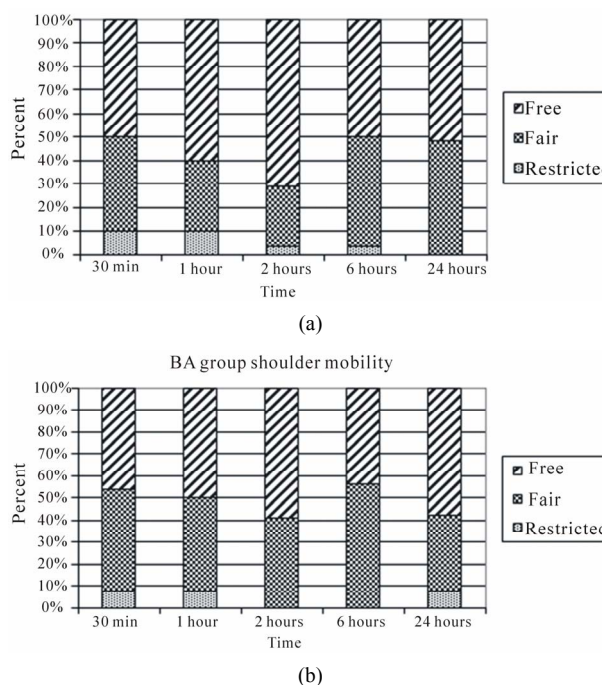 100%
90%
80%
70%
60%
50%
40%
30%
20%
10%
0%
Percent
30 min 1 hour 2 hours 6 hours 24 hours
Time
Free
Fair
Restricted
(a)
BA group shoulder mobility
100%
90%
80%
70%
60%
50%
40%
30%
20%
10%
0%
Percent
30 min 1 hour 2 hours 6 hours 24 hours
Time
Free
Fair
Restricted
(b)